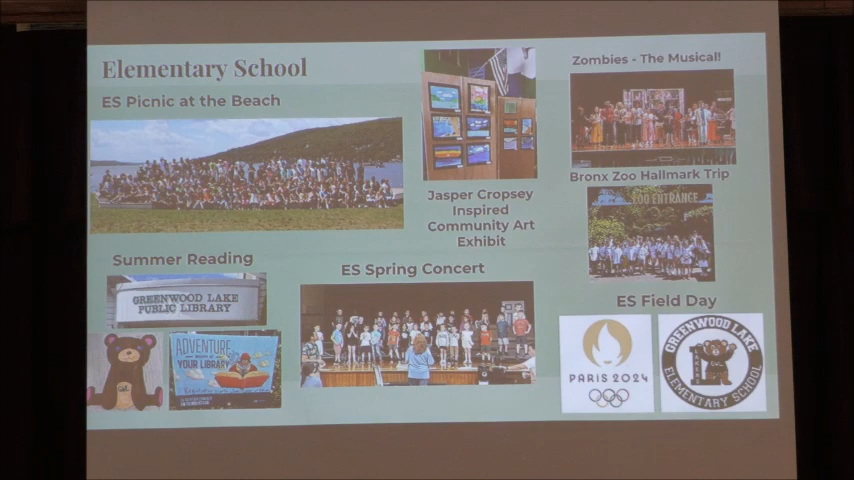 Elementary School
ES Picnic at the Beach
Jasper Cropsey
Inspired
Community Art
Exhibit
Zombies - The Musical!
Bronx Zoo Hallmark Trip
ZOO ENTRANCE
Summer Reading
GREENWOOD LAKE
PUBLIC LIBRARY
ADVENTURE
YOUR LIBRARY
ES Spring Concert
ES Field Day
PARIS 2024
GREENWOOD LAKE
ELEMENTARY SCHOOL